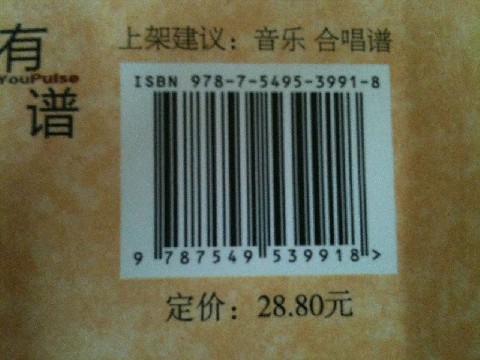 有
YouPulse
谱
上架建议：音乐 合唱谱
ISBN 978-7-5495-3991-8
9 787549 539918 >
定价：28.80元